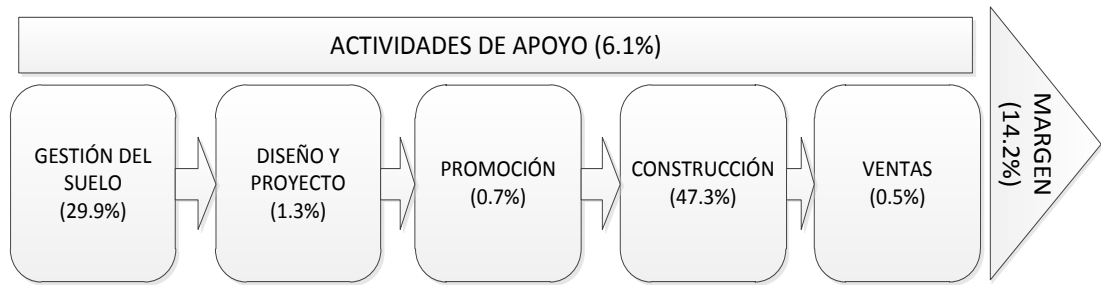 ACTIVIDADES DE APOYO (6.1%)
GESTIÓN DEL
SUELO
(29.9%)
DISEÑO Y
PROYECTO
(1.3%)
PROMOCIÓN
(0.7%)
CONSTRUCCIÓN
(47.3%)
VENTAS
(0.5%)
MARGEN
(14.2%)